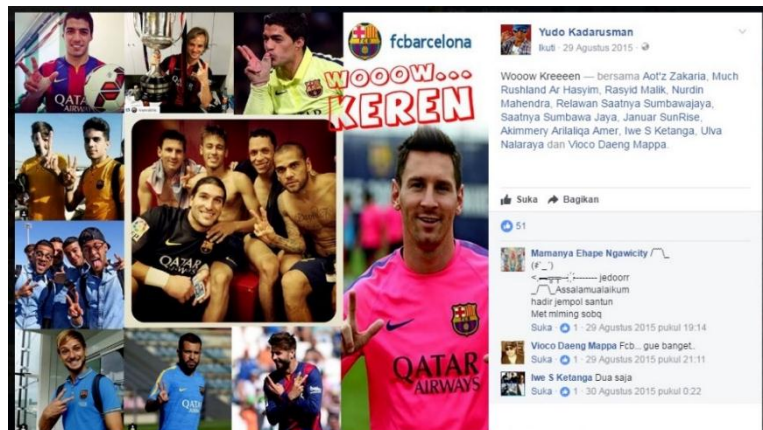 fcbarcelona
WOOOW...
KEREN
QATAR
AIRWAYS
Yudo Kadarusman
Ikuti · 29 Agustus 2015 ·
Wooow Kreeeen — bersama Aot'z Zakaria, Much
Rushland Ar Hasyim, Rasyid Malik, Nurdin
Mahendra, Relawan Saatnya Sumbawajaya,
Saatnya Sumbawa Jaya, Januar SunRise,
Akimmery Arilaliqa Amer, Iwe S Ketanga, Ulva
Nalaraya dan Vioco Daeng Mappa.
Suka Bagikan
51
Mamanya Ehape Ngawicity
jedoorr
Assalamualaikum
hadir jempol santun
Met mlming sobq
Suka · 1 · 29 Agustus 2015 pukul 19:14
Vioco Daeng Mappa Fcb... gue banget..
Suka · 1 · 29 Agustus 2015 pukul 21:11
Iwe S Ketanga Dua saja
Suka · 1 · 30 Agustus 2015 pukul 0:22